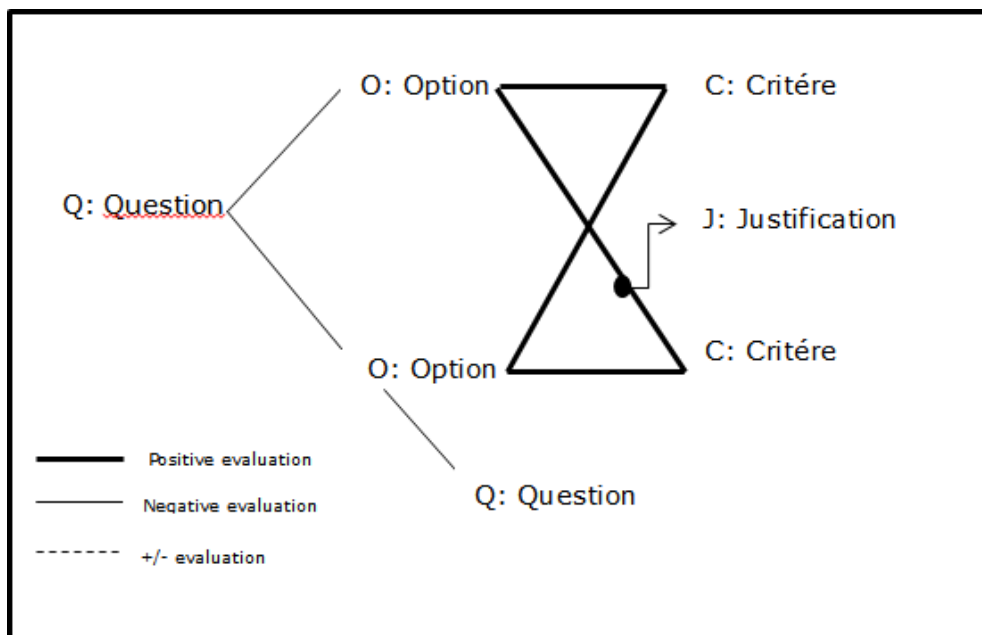 O: Option
C: Critére
Q: Question
J: Justification
O: Option
C: Critére
Q: Question
Positive evaluation
Negative evaluation
+/- evaluation